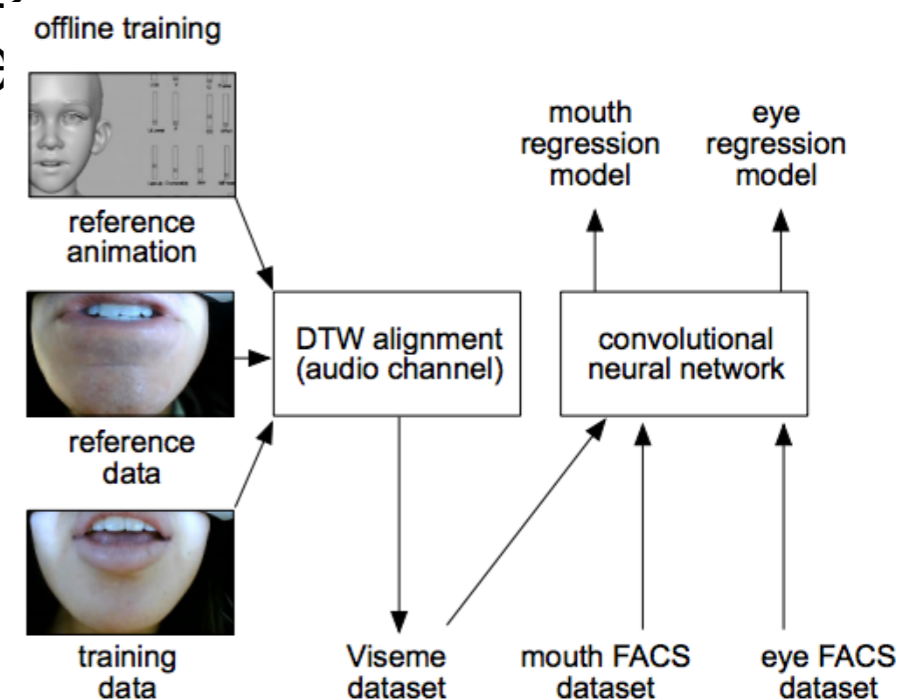 offline training
reference
animation
reference
data
training
data
DTW alignment
(audio channel)
Viseme
dataset
mouth
regression
model
eye
regression
model
convolutional
neural network
mouth FACS
dataset
eye FACS
dataset